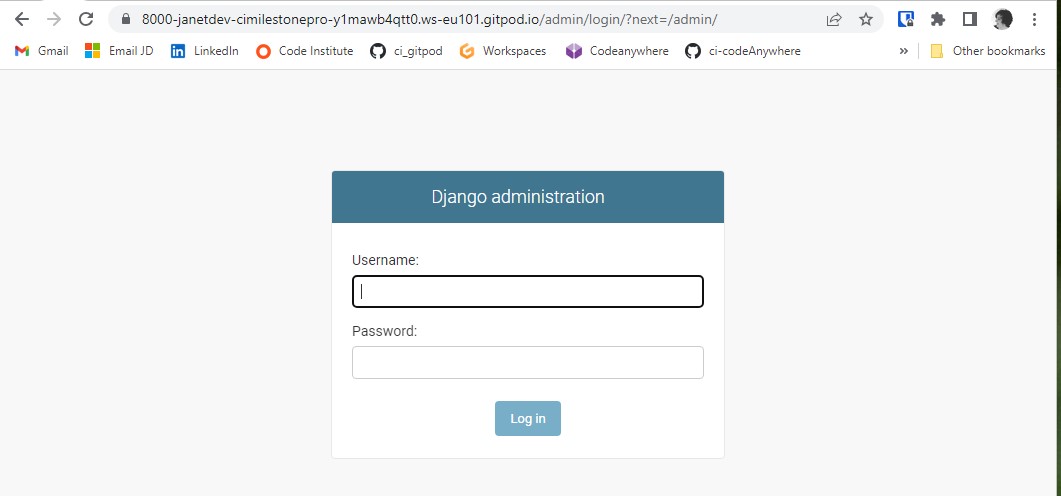 8000-janetdev-cimilestonepro-y1mawb4qtt0.ws-eu101.gitpod.io/admin/login/?next=/admin/
Gmail Email JD LinkedIn Code Institute ci_gitpod Workspaces Codeanywhere ci-codeAnywhere » Other bookmarks
Django administration
Username:
Password:
Log in